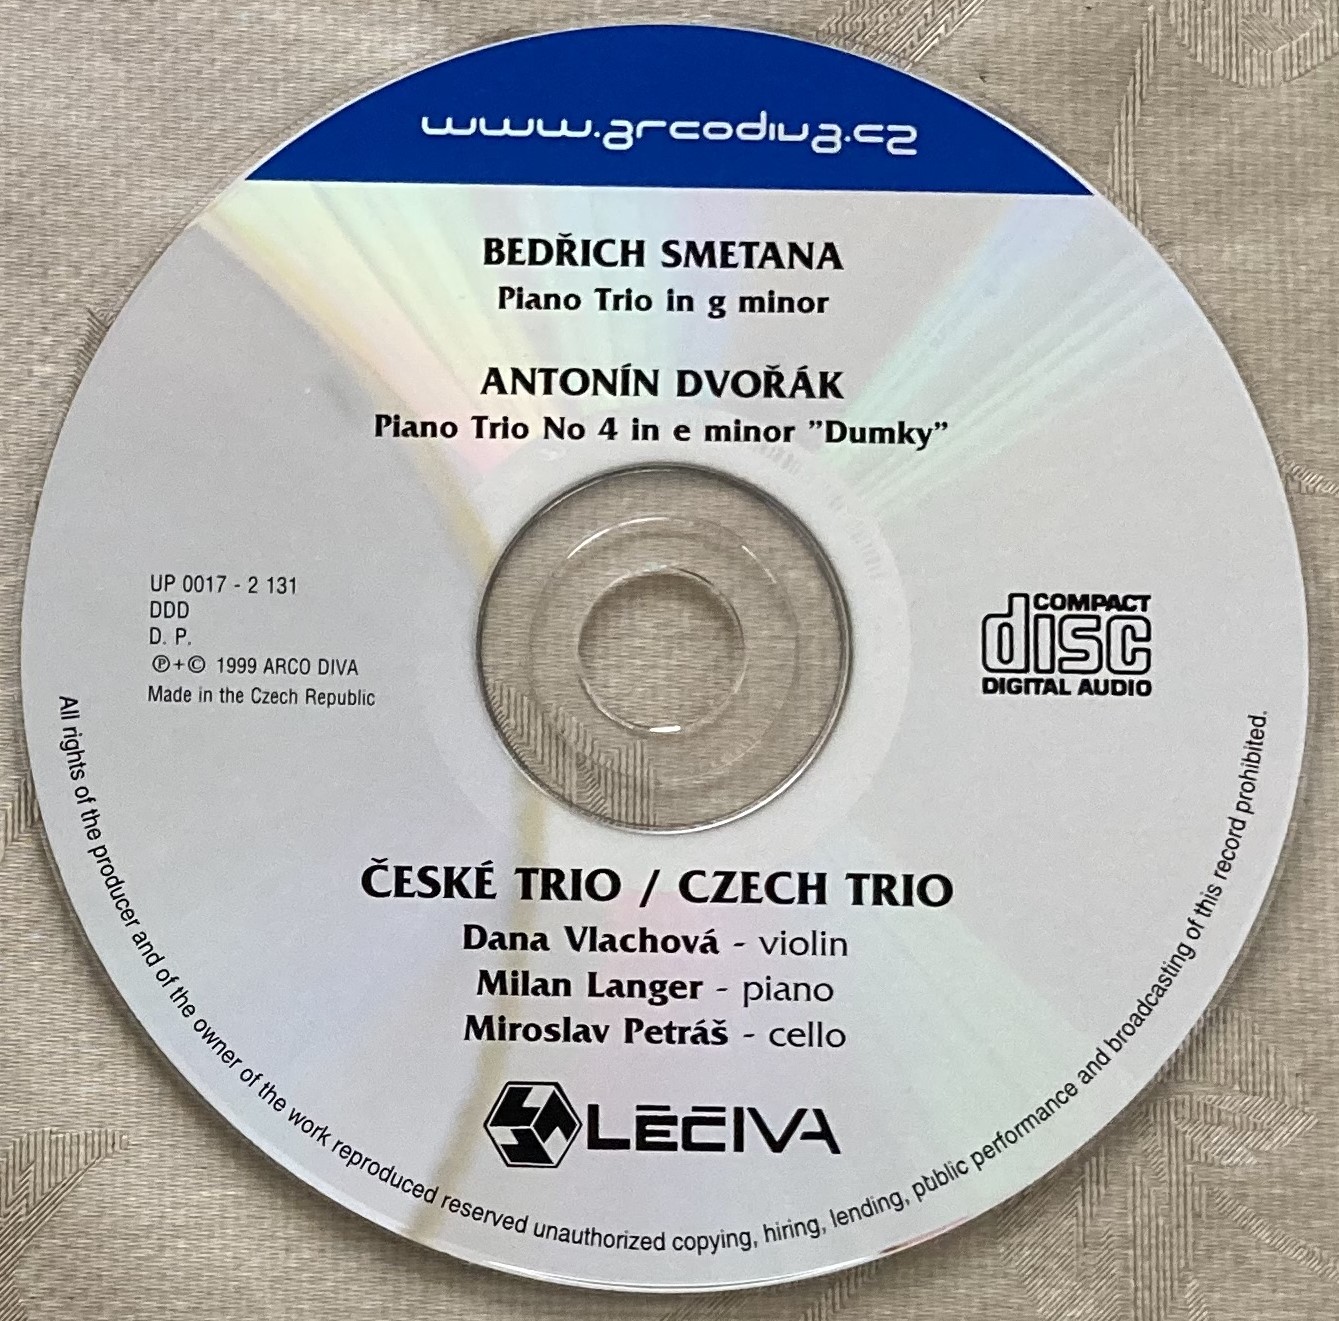 www.arcodiva.cz
BEDŘICH SMETANA
Piano Trio in g minor
ANTONÍN DVOŘÁK
Piano Trio No 4 in e minor ”Dumky”
UP 0017 - 2 131
DDD
D. P.
℗+© 1999 ARCO DIVA
Made in the Czech Republic
COMPACT
disc
DIGITAL AUDIO
ČESKÉ TRIO / CZECH TRIO
Dana Vlachová - violin
Milan Langer - piano
Miroslav Petráš - cello
LÉČIVA
All rights of the producer and of the owner of the work reproduced reserved unauthorized copying, hiring, lending, public performance and broadcasting of this record prohibited.